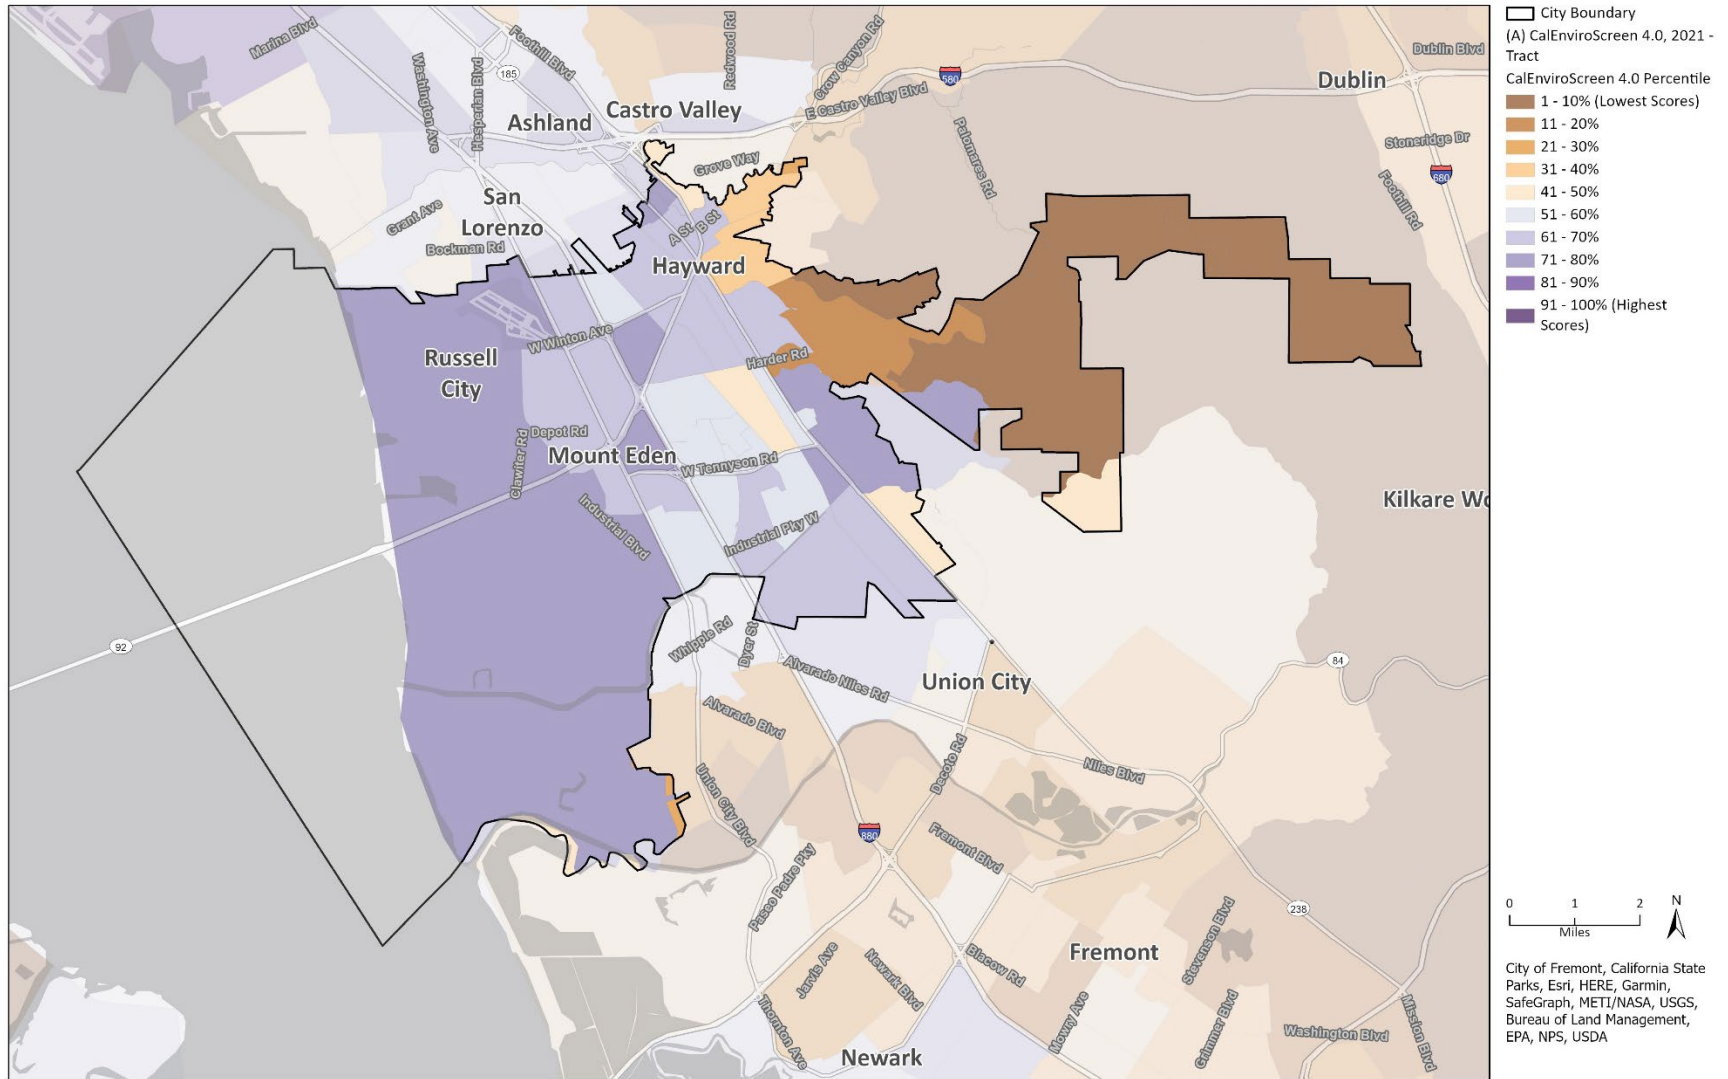 Marina Blvd
Washington Ave
Hesperian Blvd
185
Foothill Blvd
Redwood Rd
Crow Canyon Rd
580
E Castro Valley Blvd
Dublin Blvd
Dublin
Castro Valley
Ashland
Palomares Rd
Stoneridge Dr
680
Foothill Rd
Grove Way
San
Lorenzo
Grant Ave
Bockman Rd
A St
B St
Hayward
W Winton Ave
Russell
City
Harder Rd
Depot Rd
Clawiter Rd
Mount Eden
W Tennyson Rd
Industrial Blvd
Industrial Pky W
Kilkare Wo
92
Whipple Rd
Dyer St
Alvarado Niles Rd
Union City
84
Alvarado Blvd
Union City Blvd
Decoto Rd
Niles Blvd
880
Fremont Blvd
Paseo Padre Pky
238
Stevenson Blvd
Fremont
Blacow Rd
Jarvis Ave
Newark Blvd
Thornton Ave
Mowry Ave
Grimmer Blvd
Washington Blvd
Mission Blvd
Newark
City Boundary
(A) CalEnviroScreen 4.0, 2021 -
Tract
CalEnviroScreen 4.0 Percentile
1 - 10% (Lowest Scores)
11 - 20%
21 - 30%
31 - 40%
41 - 50%
51 - 60%
61 - 70%
71 - 80%
81 - 90%
91 - 100% (Highest
Scores)
0 1 2
Miles
N
City of Fremont, California State
Parks, Esri, HERE, Garmin,
SafeGraph, METI/NASA, USGS,
Bureau of Land Management,
EPA, NPS, USDA